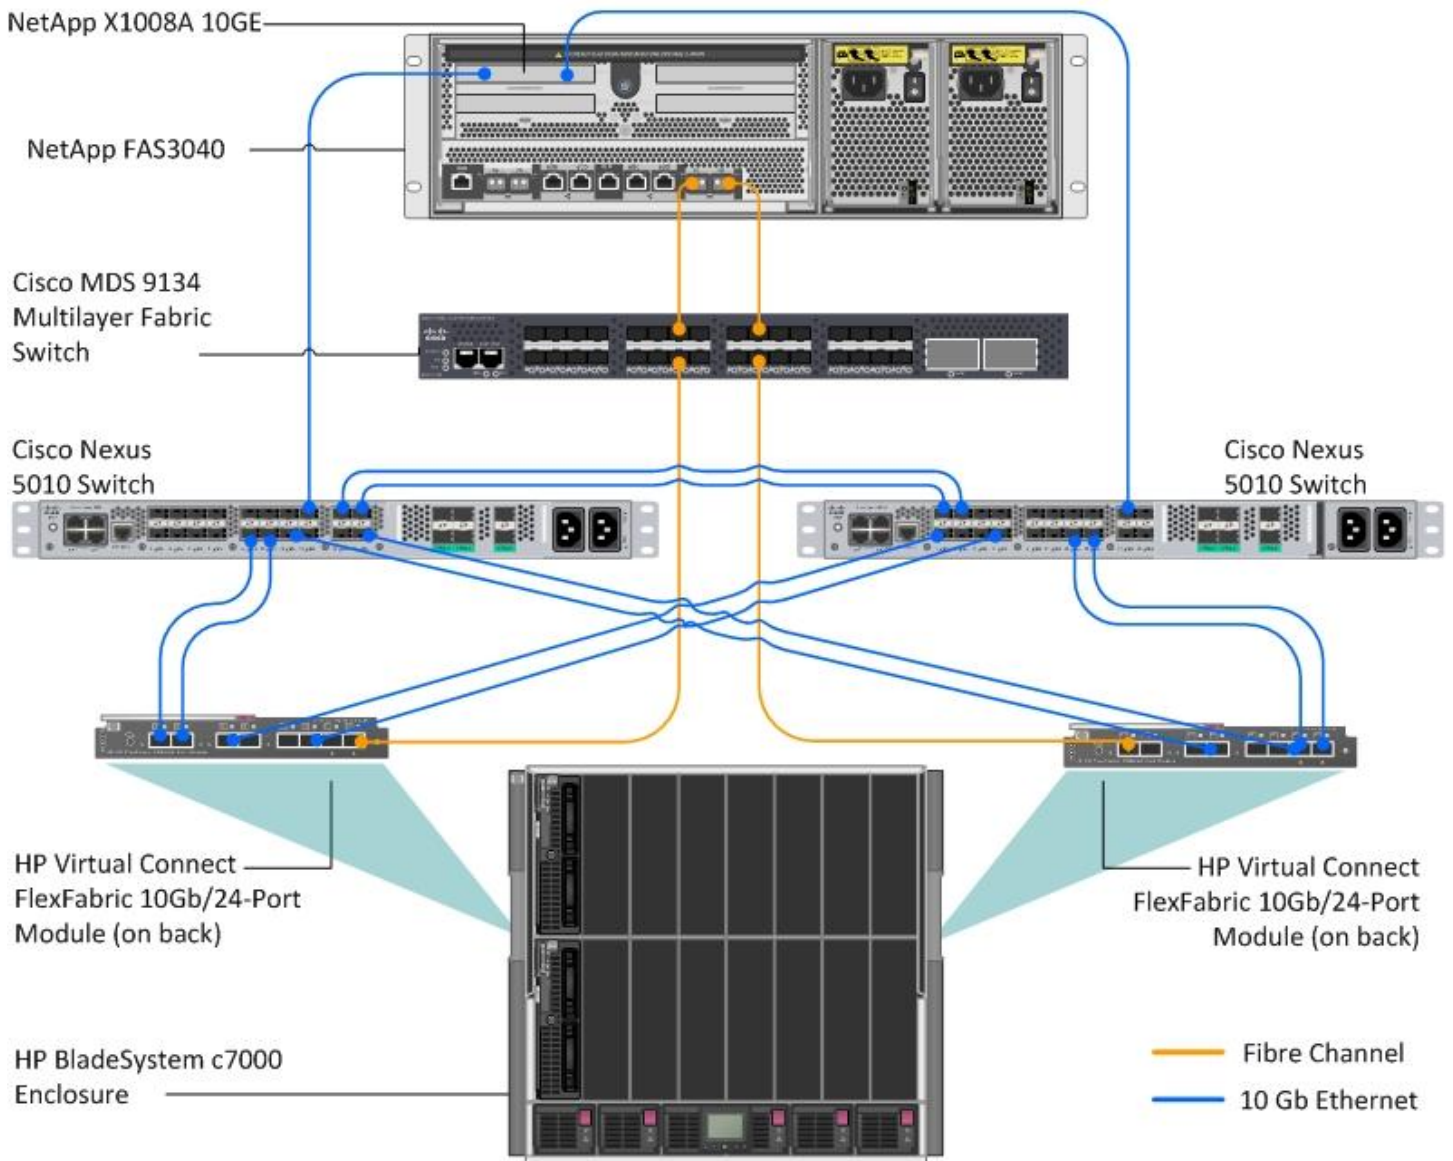 NetApp X1008A 10GE
NetApp FAS3040
Cisco MDS 9134
Multilayer Fabric
Switch
Cisco Nexus
5010 Switch
Cisco Nexus
5010 Switch
HP Virtual Connect
FlexFabric 10Gb/24-Port
Module (on back)
HP Virtual Connect
FlexFabric 10Gb/24-Port
Module (on back)
HP BladeSystem c7000
Enclosure
Fibre Channel
10 Gb Ethernet